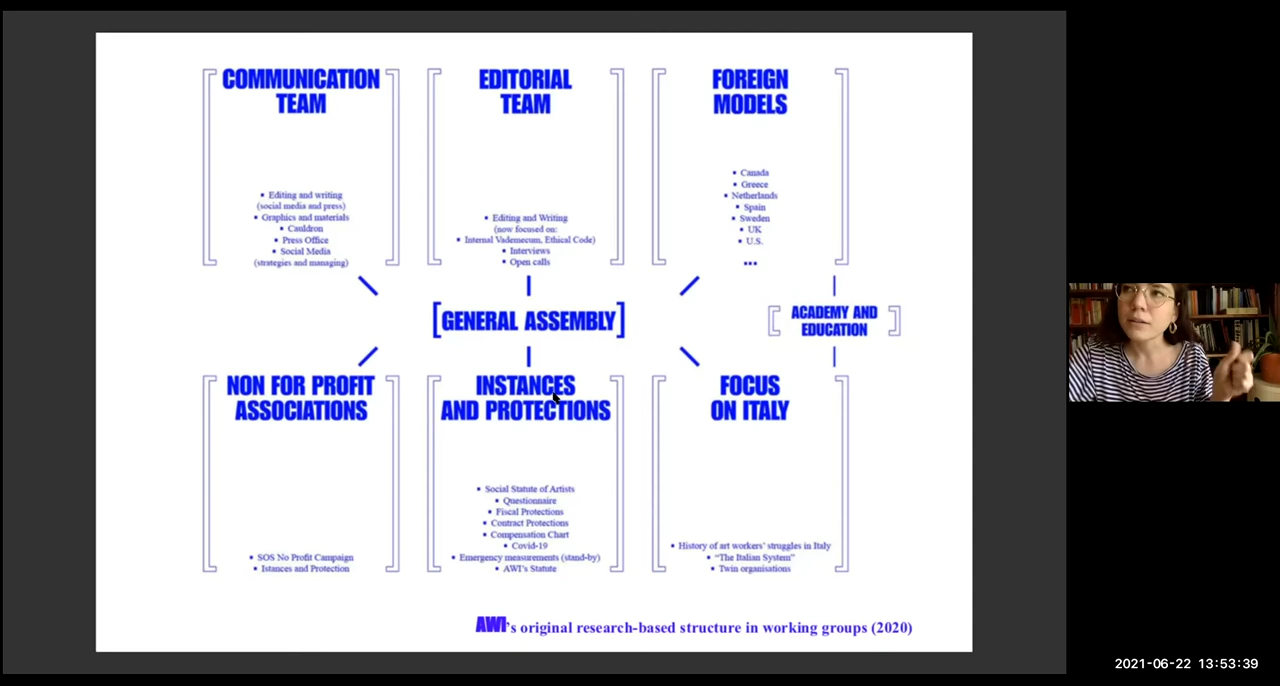 COMMUNICATION
TEAM
▪ Editing and writing
(social media and press)
▪ Graphics and materials
▪ Cauldron
▪ Press Office
▪ Social Media
(strategies and managing)
EDITORIAL
TEAM
▪ Editing and Writing
(now focused on:
▪ Internal Vademecum, Ethical Code)
▪ Interviews
▪ Open calls
FOREIGN
MODELS
▪ Canada
▪ Greece
▪ Netherlands
▪ Spain
▪ Sweden
▪ UK
▪ U.S.
...
[GENERAL ASSEMBLY]
ACADEMY AND
EDUCATION
NON FOR PROFIT
ASSOCIATIONS
▪ SOS No Profit Campaign
▪ Istances and Protection
INSTANCES
AND PROTECTIONS
▪ Social Statute of Artists
▪ Questionnaire
▪ Fiscal Protections
▪ Contract Protections
▪ Compensation Chart
▪ Covid-19
▪ Emergency measurements (stand-by)
▪ AWI's Statute
FOCUS
ON ITALY
▪ History of art workers' struggles in Italy
▪ "The Italian System"
▪ Twin organisations
AWI's original research-based structure in working groups (2020)
2021-06-22 13:53:39